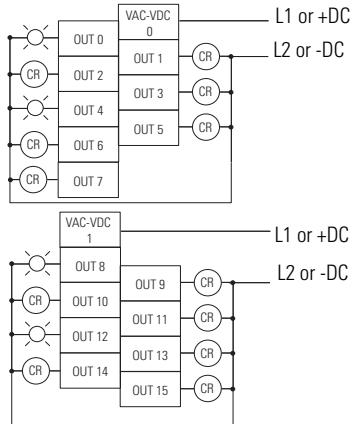 VAC-VDC
0
L1 or +DC
OUT 0
OUT 1
CR
L2 or -DC
CR
OUT 2
OUT 3
CR
OUT 4
OUT 5
CR
CR
OUT 6
CR
OUT 7
VAC-VDC
1
L1 or +DC
OUT 8
OUT 9
CR
L2 or -DC
CR
OUT 10
OUT 11
CR
OUT 12
OUT 13
CR
CR
OUT 14
OUT 15
CR